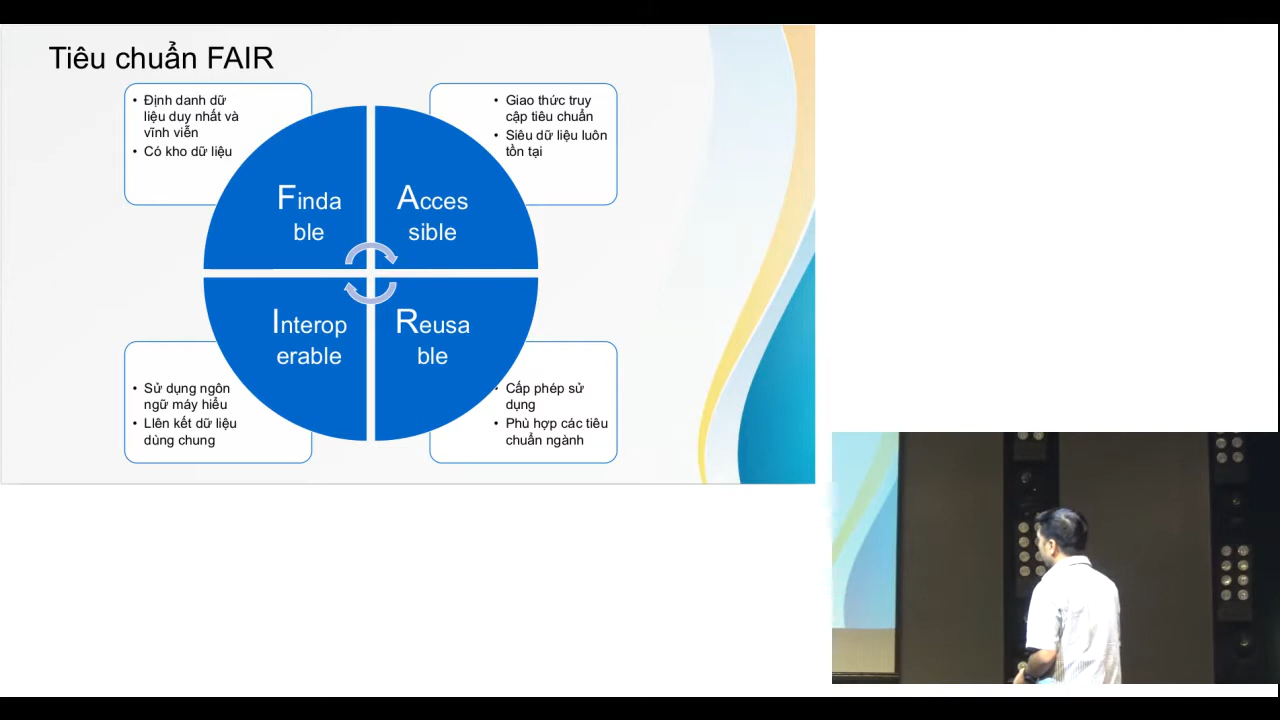 Tiêu chuẩn FAIR
• Định danh dữ
liệu duy nhất và
vĩnh viễn
• Có kho dữ liệu
• Giao thức truy
cập tiêu chuẩn
• Siêu dữ liệu luôn
tồn tại
Finda
ble
Acces
sible
Interop
erable
Reusa
ble
• Sử dụng ngôn
ngữ máy hiểu
• LIên kết dữ liệu
dùng chung
• Cấp phép sử
dụng
• Phù hợp các tiêu
chuẩn ngành